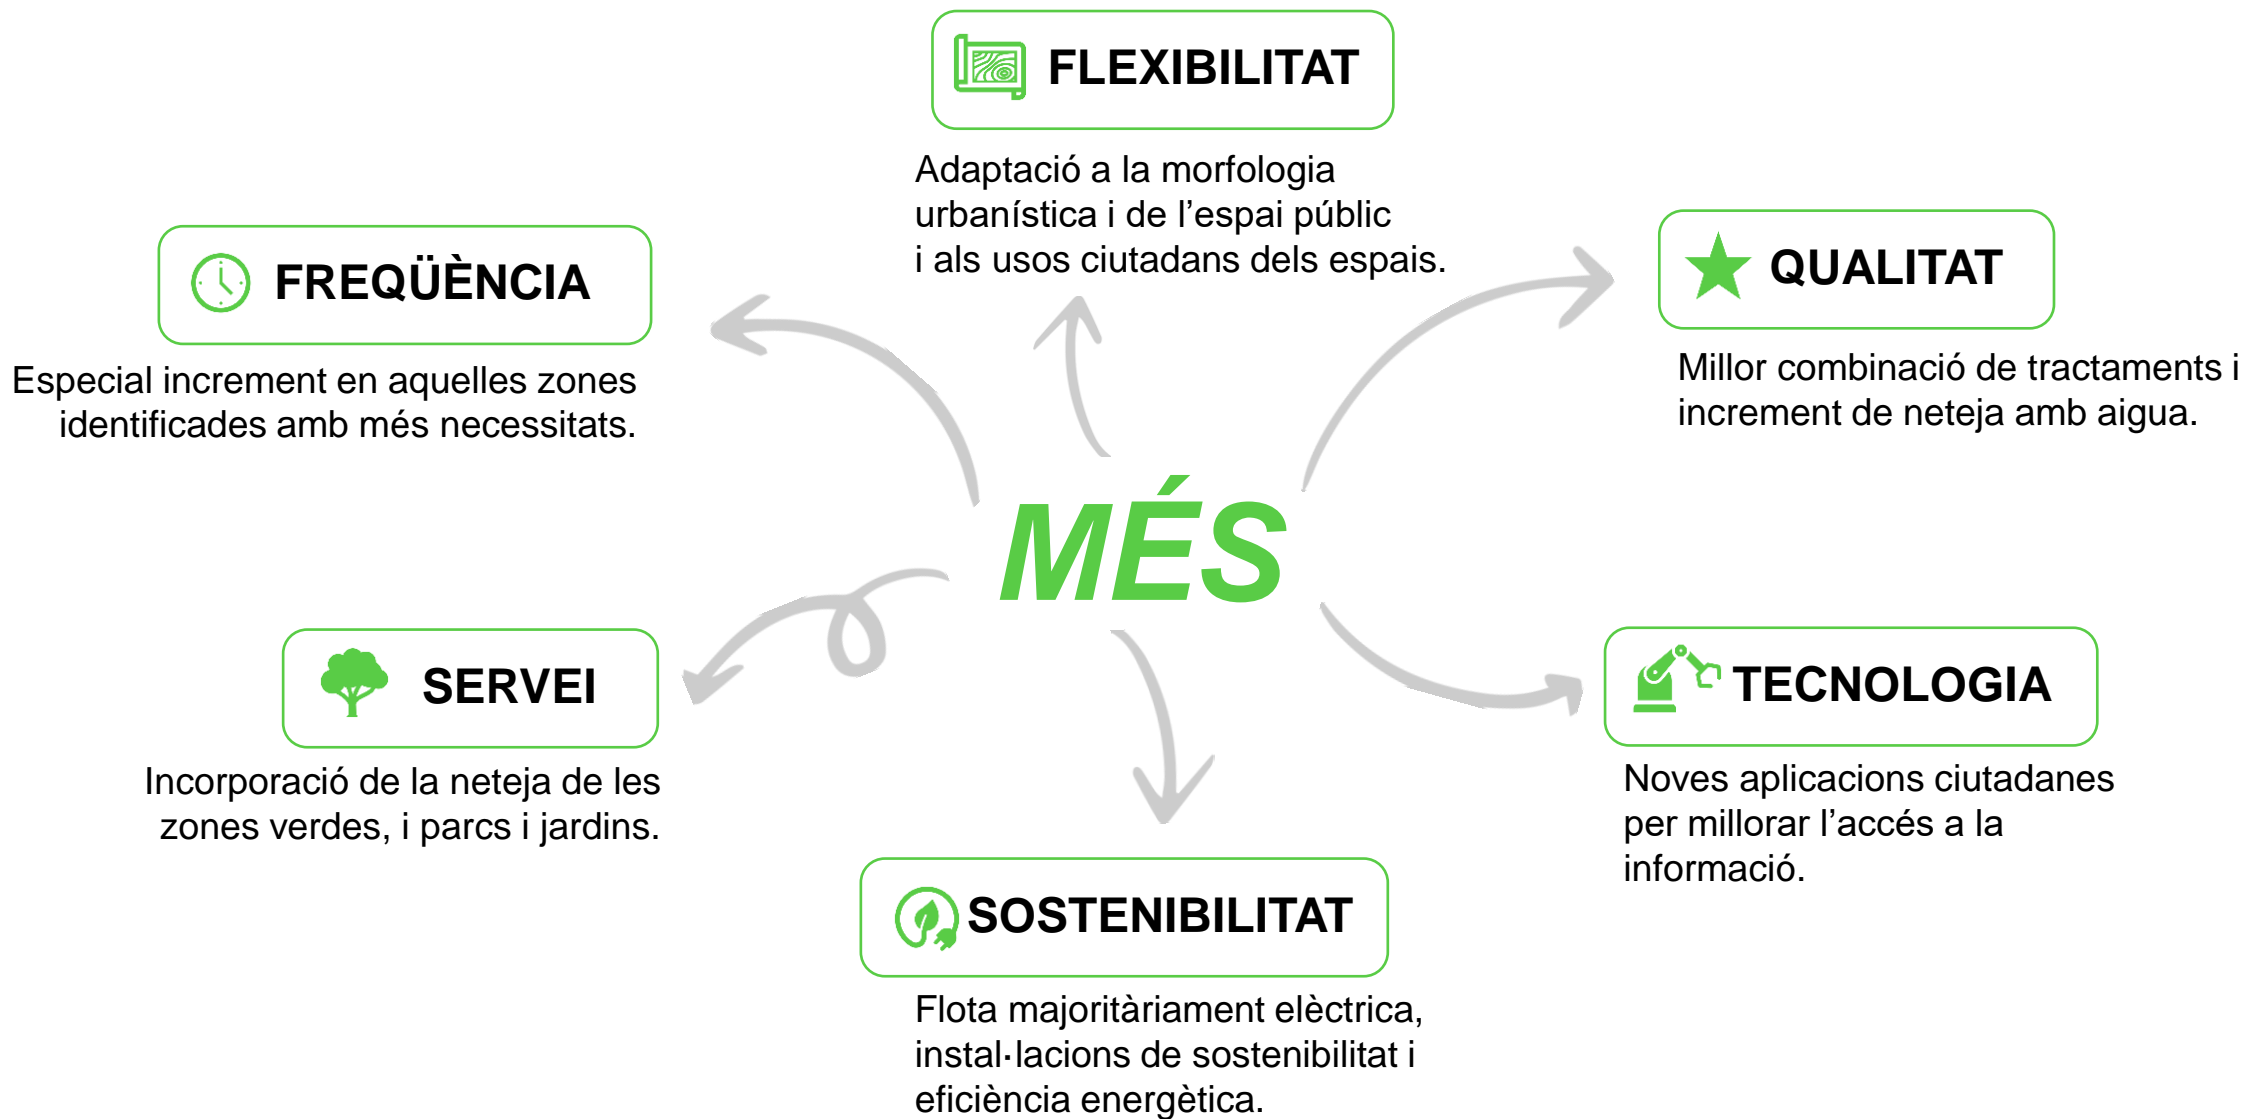 FLEXIBILITAT
Adaptació a la morfologia
urbanística i de l’espai públic
i als usos ciutadans dels espais.
FREQÜÈNCIA
Especial increment en aquelles zones
identificades amb més necessitats.
QUALITAT
Millor combinació de tractaments i
increment de neteja amb aigua.
MÉS
SERVEI
Incorporació de la neteja de les
zones verdes, i parcs i jardins.
TECNOLOGIA
Noves aplicacions ciutadanes
per millorar l’accés a la
informació.
SOSTENIBILITAT
Flota majoritàriament elèctrica,
instal·lacions de sostenibilitat i
eficiència energètica.